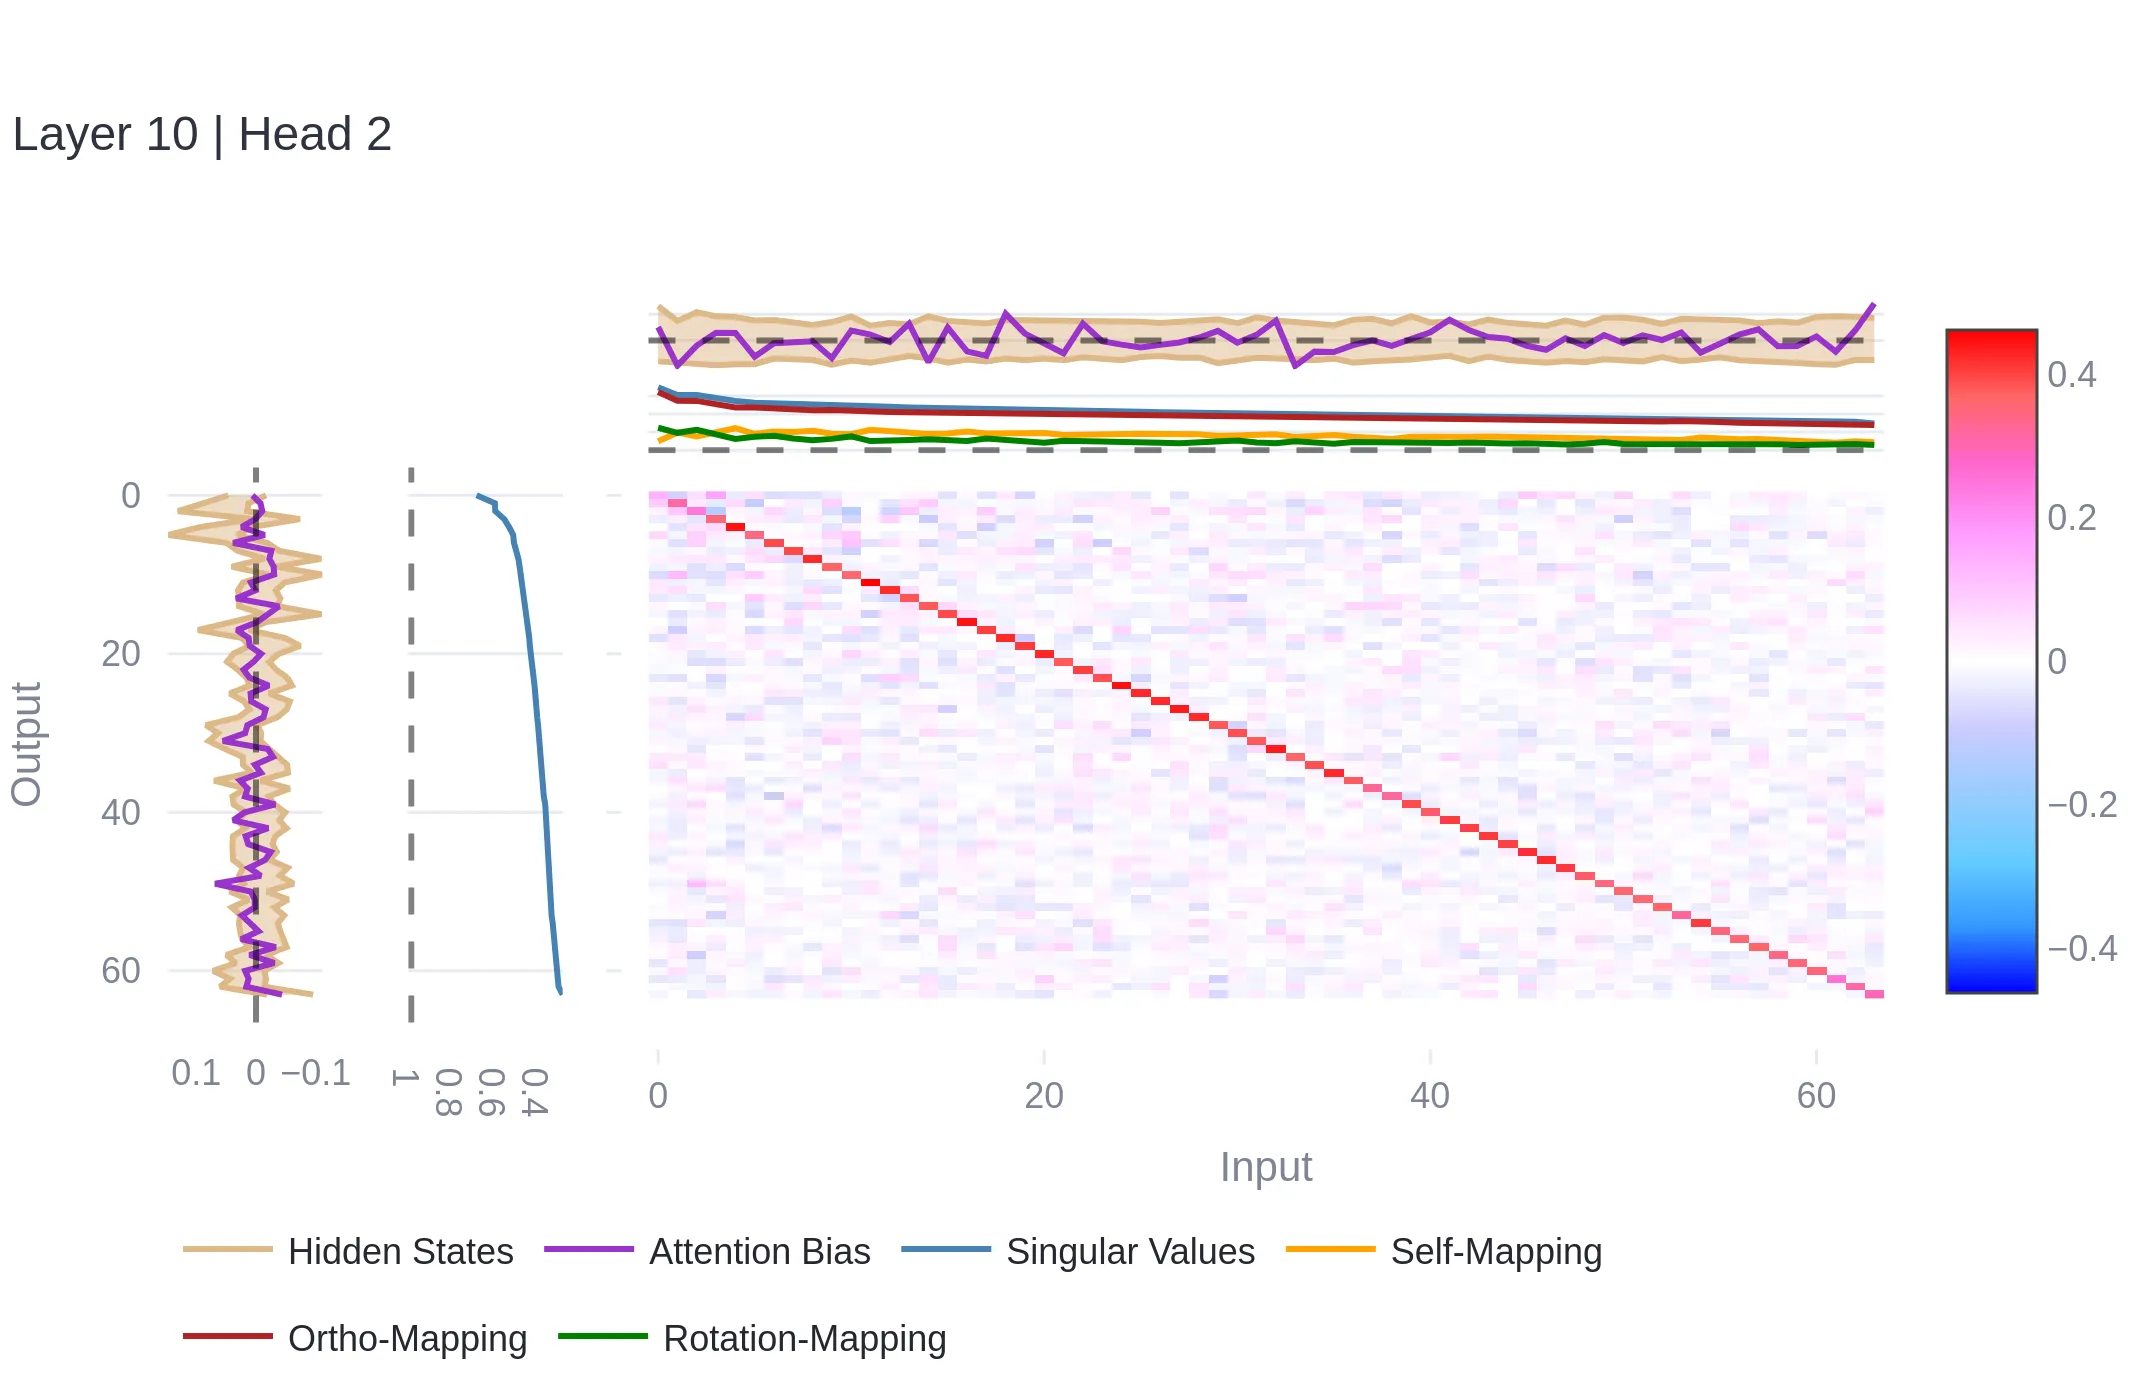 Layer 10 | Head 2
0
20
40
60
Output
0.1 0 −0.1
1 0.8 0.6 0.4
0 20 40 60
Input
0.4
0.2
0
−0.2
−0.4
Hidden States Attention Bias Singular Values Self-Mapping
Ortho-Mapping Rotation-Mapping